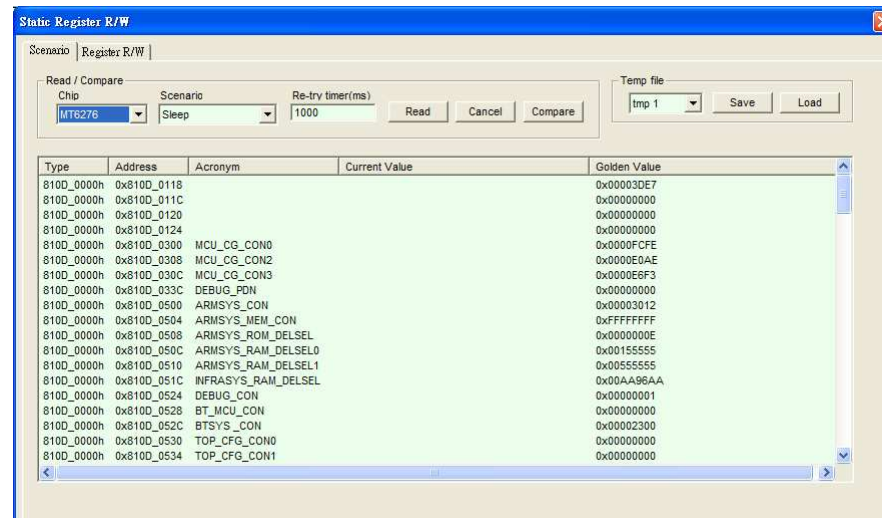 Static Register R/W
Scenario Register R/W
Read / Compare Temp file
Chip Scenario Re-try timer(ms)
MT6276 Sleep 1000 Read Cancel Compare tmp 1 Save Load
Type Address Acronym Current Value Golden Value
810D_0000h 0x810D_0118 0x00003DE7
810D_0000h 0x810D_011C 0x00000000
810D_0000h 0x810D_0120 0x00000000
810D_0000h 0x810D_0124 0x00000000
810D_0000h 0x810D_0300 MCU_CG_CON0 0x0000FCFE
810D_0000h 0x810D_0308 MCU_CG_CON2 0x0000E0AE
810D_0000h 0x810D_030C MCU_CG_CON3 0x0000E6F3
810D_0000h 0x810D_033C DEBUG_PDN 0x00000000
810D_0000h 0x810D_0500 ARMSYS_CON 0x00003012
810D_0000h 0x810D_0504 ARMSYS_MEM_CON 0xFFFFFFFF
810D_0000h 0x810D_0508 ARMSYS_ROM_DELSEL 0x0000000E
810D_0000h 0x810D_050C ARMSYS_RAM_DELSEL0 0x00155555
810D_0000h 0x810D_0510 ARMSYS_RAM_DELSEL1 0x00555555
810D_0000h 0x810D_051C INFRASYS_RAM_DELSEL 0x00AA96AA
810D_0000h 0x810D_0524 DEBUG_CON 0x00000001
810D_0000h 0x810D_0528 BT_MCU_CON 0x00000000
810D_0000h 0x810D_052C BTSYS _CON 0x00002300
810D_0000h 0x810D_0530 TOP_CFG_CON0 0x00000000
810D_0000h 0x810D_0534 TOP_CFG_CON1 0x00000000